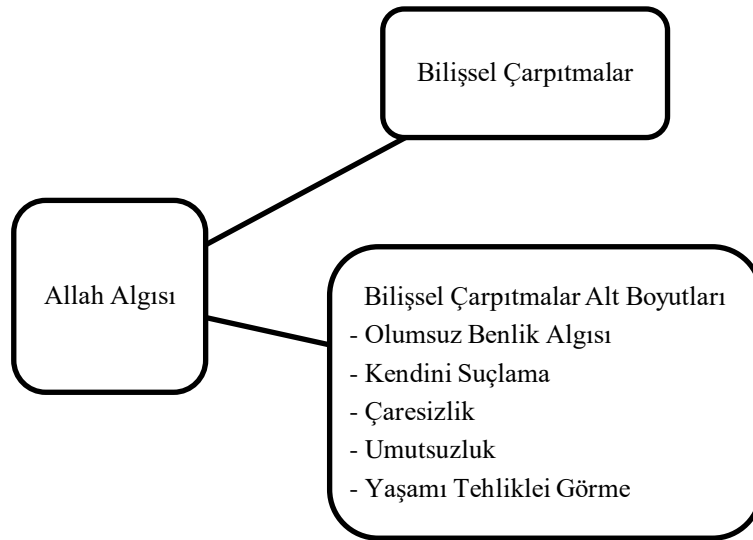 Bilişsel Çarpıtmalar
Allah Algısı
Bilişsel Çarpıtmalar Alt Boyutları
- Olumsuz Benlik Algısı
- Kendini Suçlama
- Çaresizlik
- Umutsuzluk
- Yaşamı Tehliklei Görme